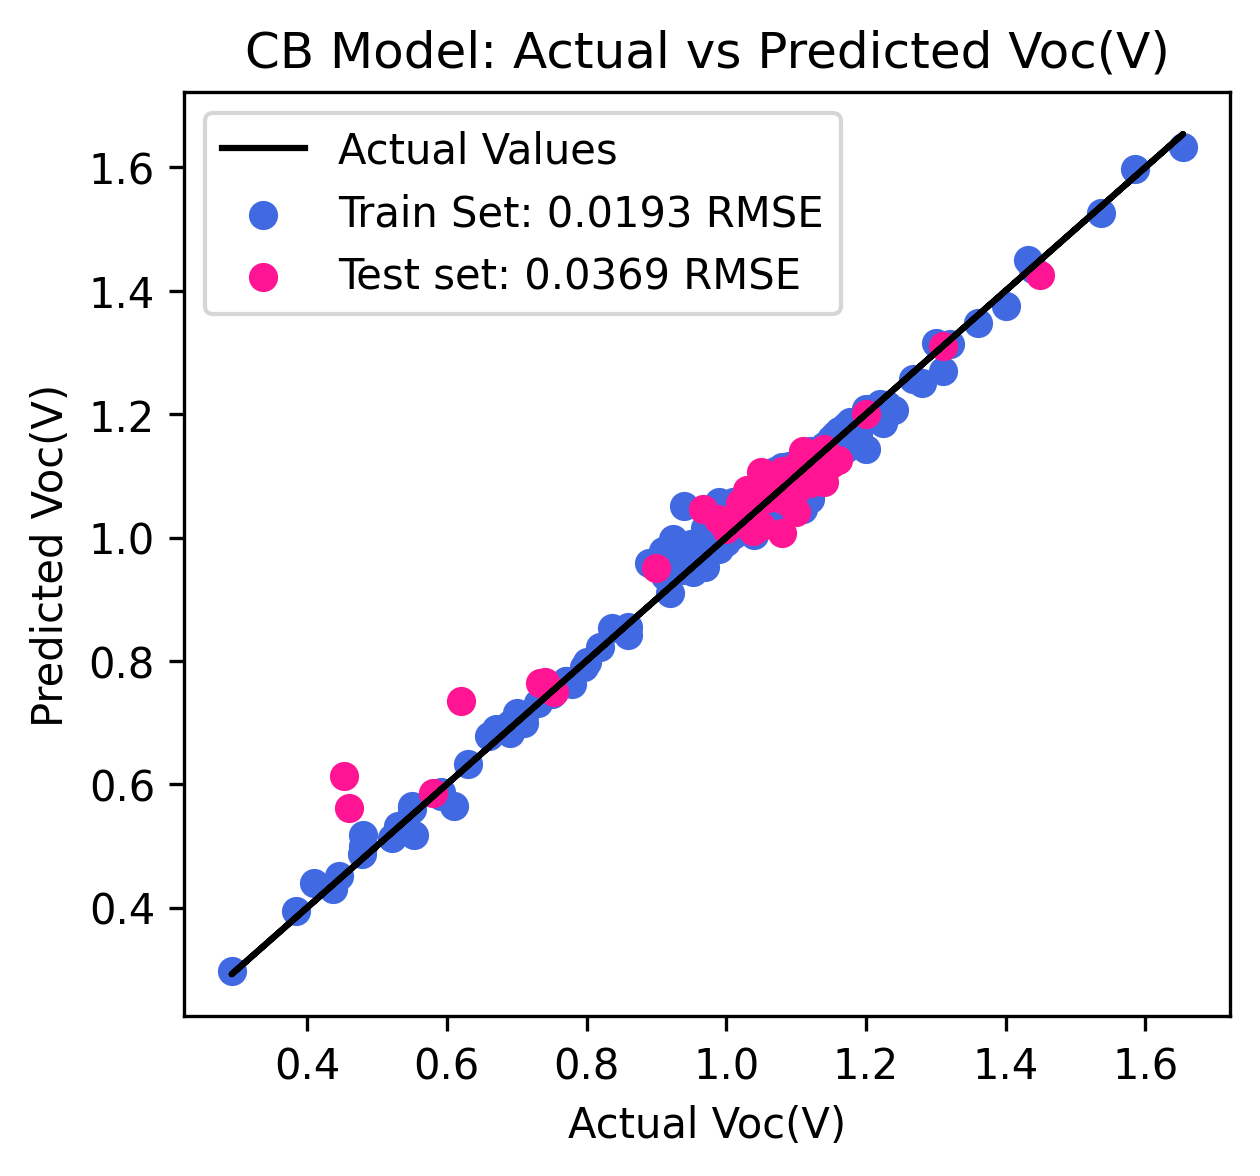 CB Model: Actual vs Predicted Voc(V)
Actual Values
Train Set: 0.0193 RMSE
Test set: 0.0369 RMSE
Predicted Voc(V)
1.6
1.4
1.2
1.0
0.8
0.6
0.4
0.4 0.6 0.8 1.0 1.2 1.4 1.6
Actual Voc(V)